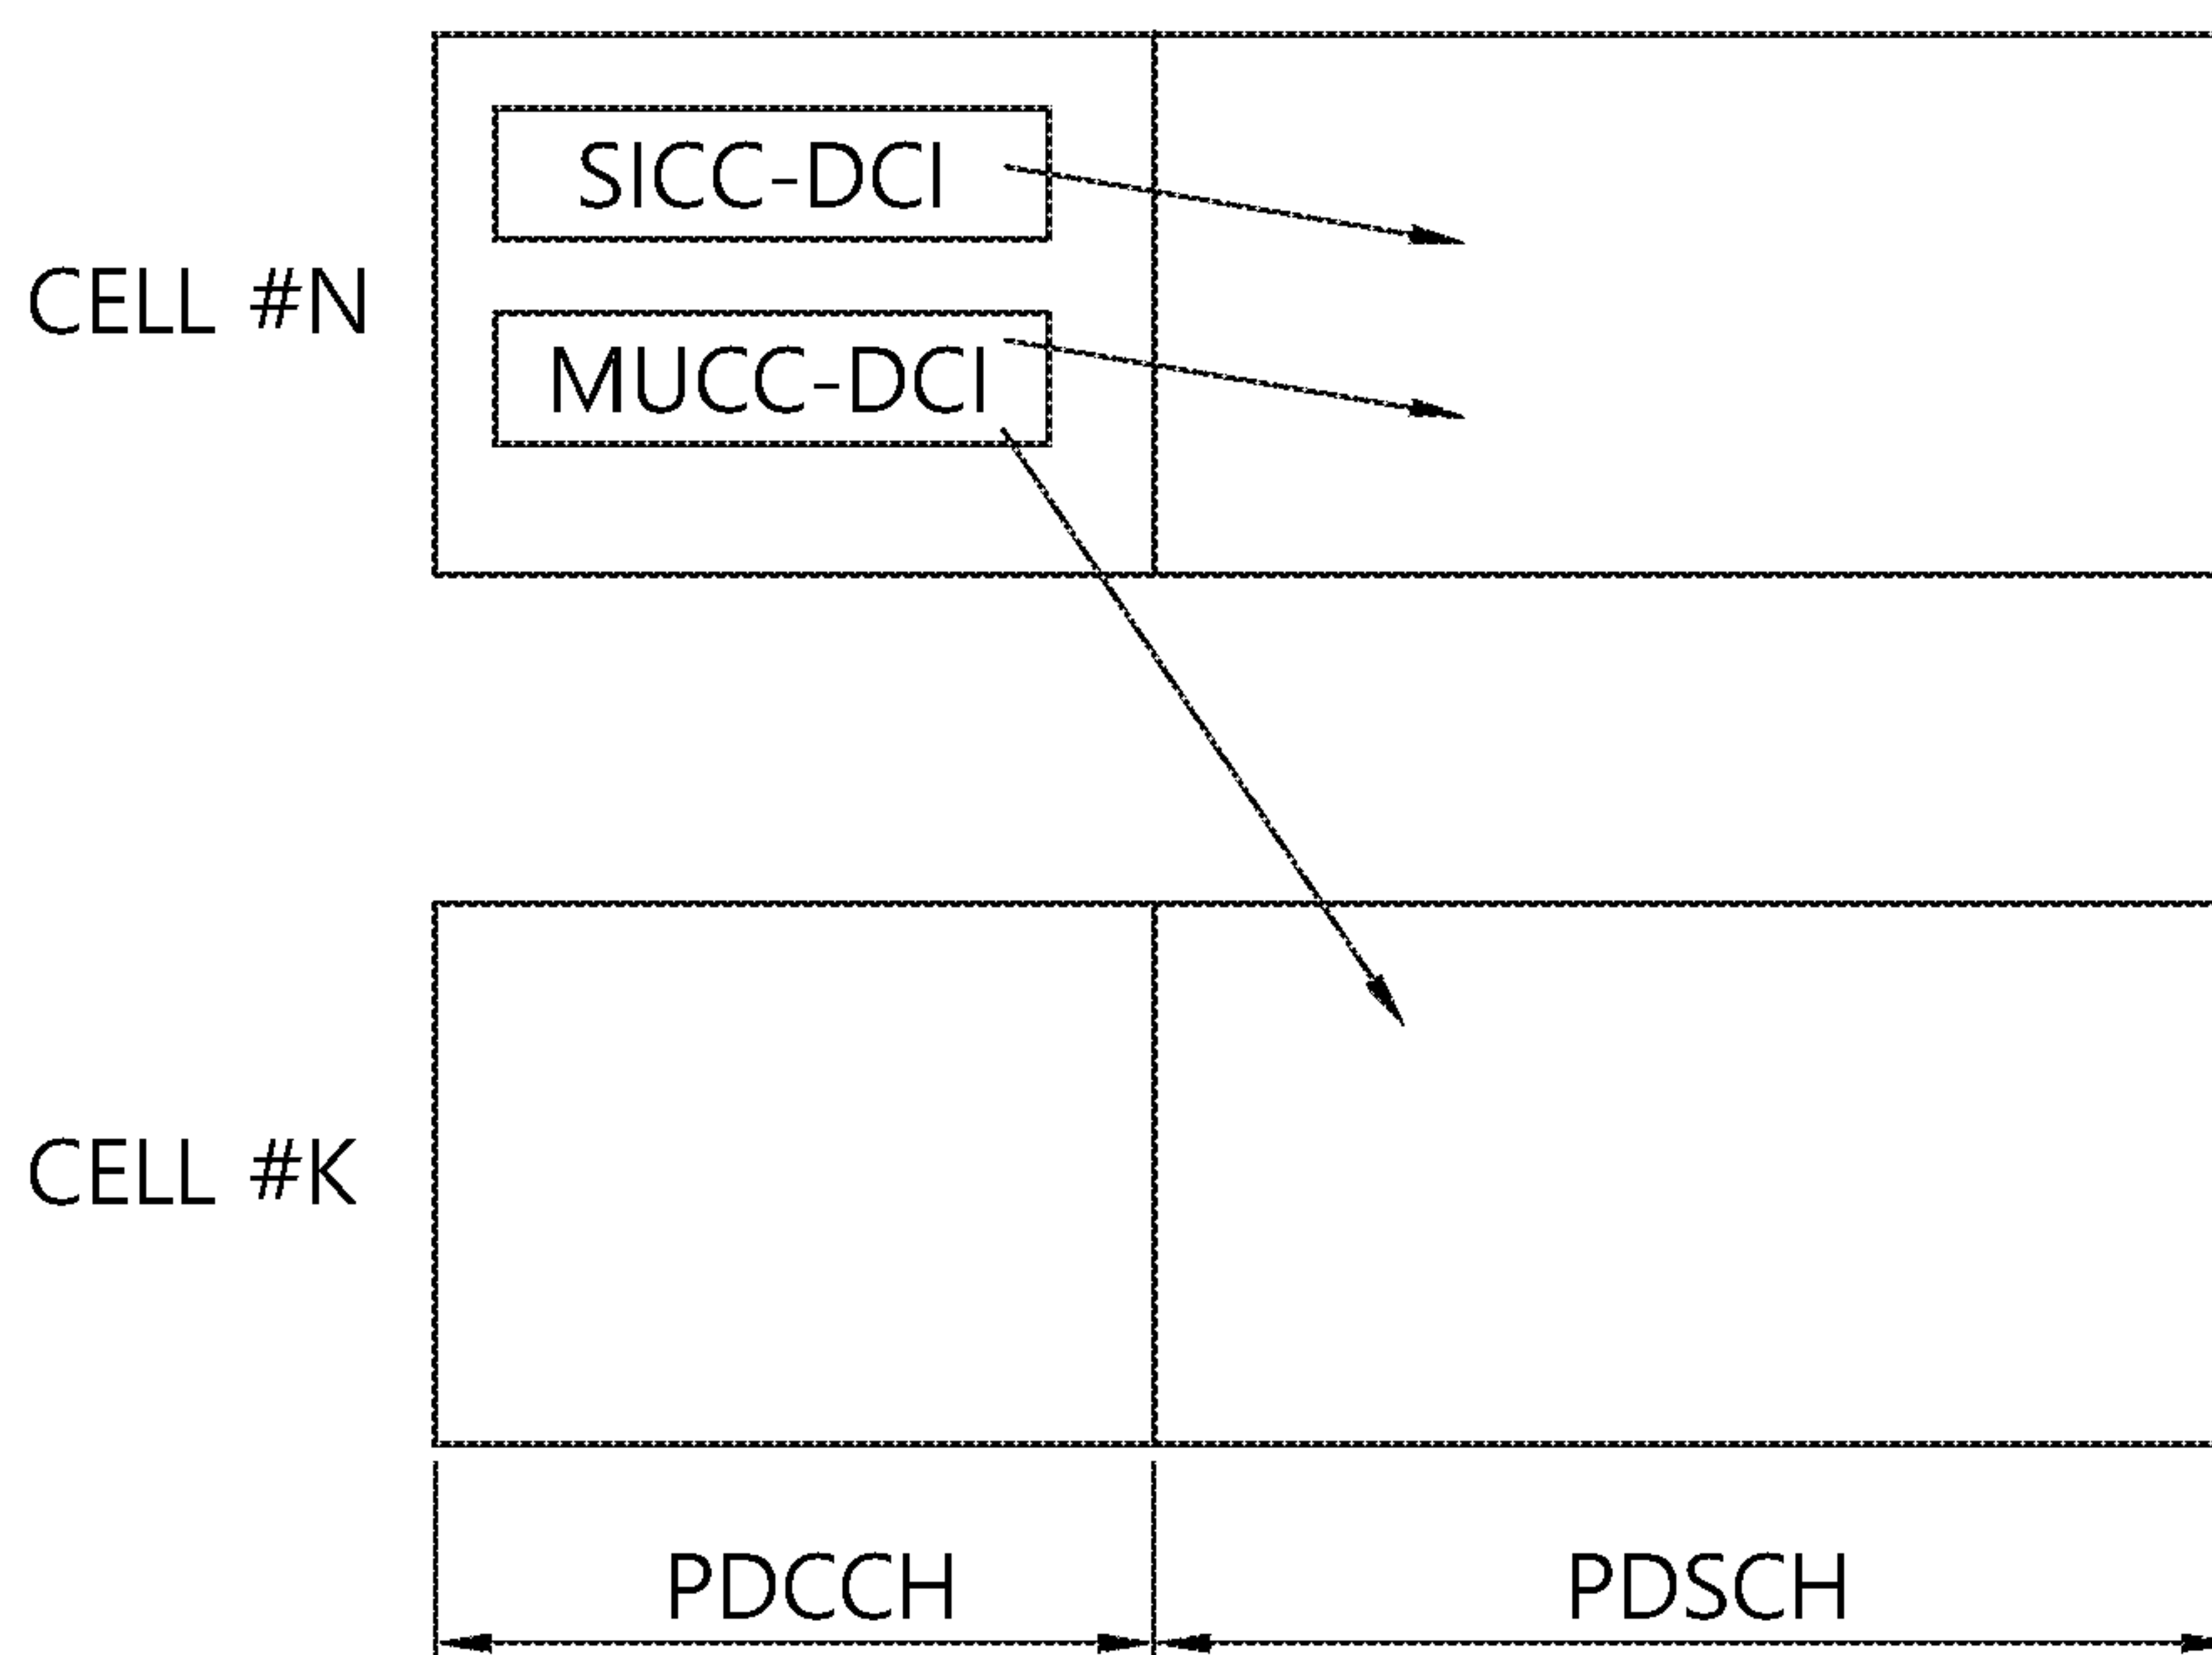 SICC-DCI
CELL #N
MUCC-DCI
CELL #K
PDCCH
PDSCH